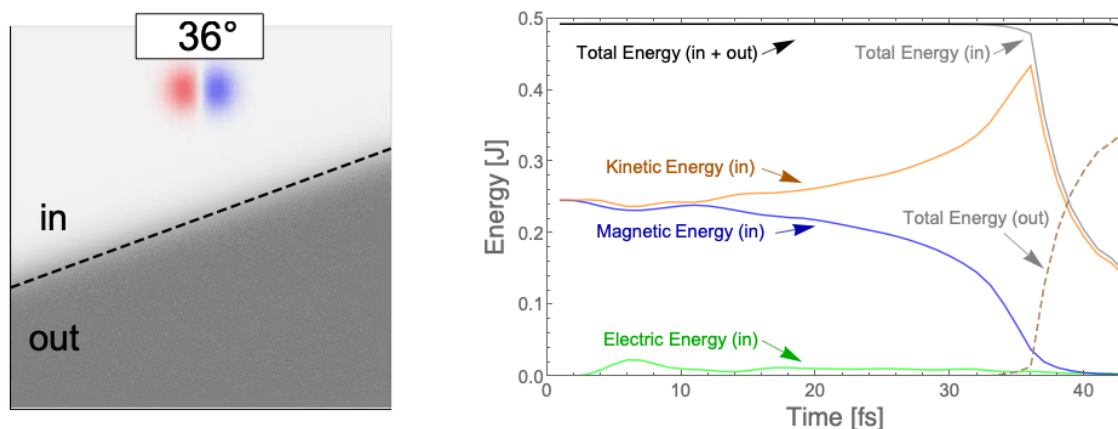 36°
in
out
Energy [J]
0.5
0.4
0.3
0.2
0.1
0.0
Total Energy (in + out)
Total Energy (in)
Kinetic Energy (in)
Total Energy (out)
Magnetic Energy (in)
Electric Energy (in)
0
10
20
30
40
Time [fs]